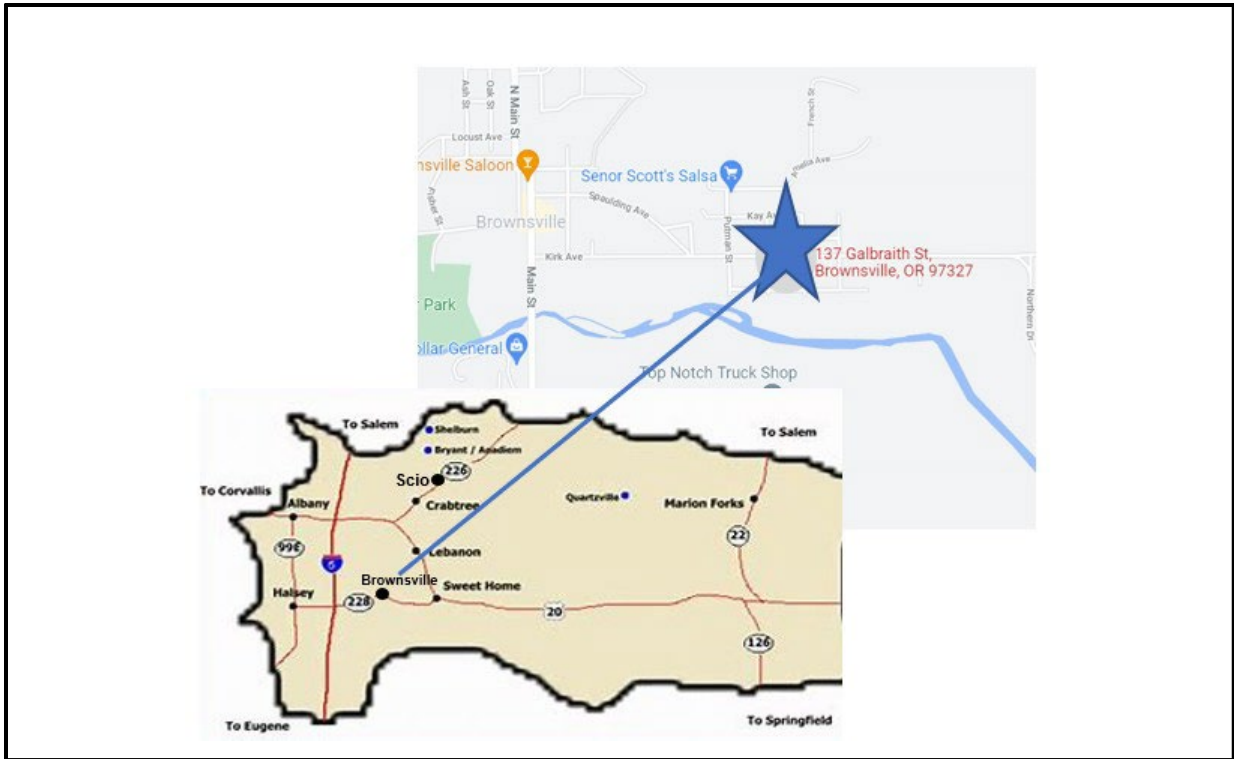 Ash St
Oak St
N Main St
French St
Locust Ave
nsville Saloon
Senor Scott's Salsa
Amelia Ave
Fisher St
Spaulding Ave
Brownsville
Putman St
Kay Av
Kirk Ave
137 Galbraith St,
Brownsville, OR 97327
Main St
Northern Dr
r Park
ollar General
Top Notch Truck Shop
To Salem
Shelburn
Bryant / Anadiem
To Salem
Scio
226
To Corvallis
Albany
Crabtree
Quartzville
Marion Forks
99E
22
5
Lebanon
Brownsville
Sweet Home
Halsey
228
20
126
To Eugene
To Springfield